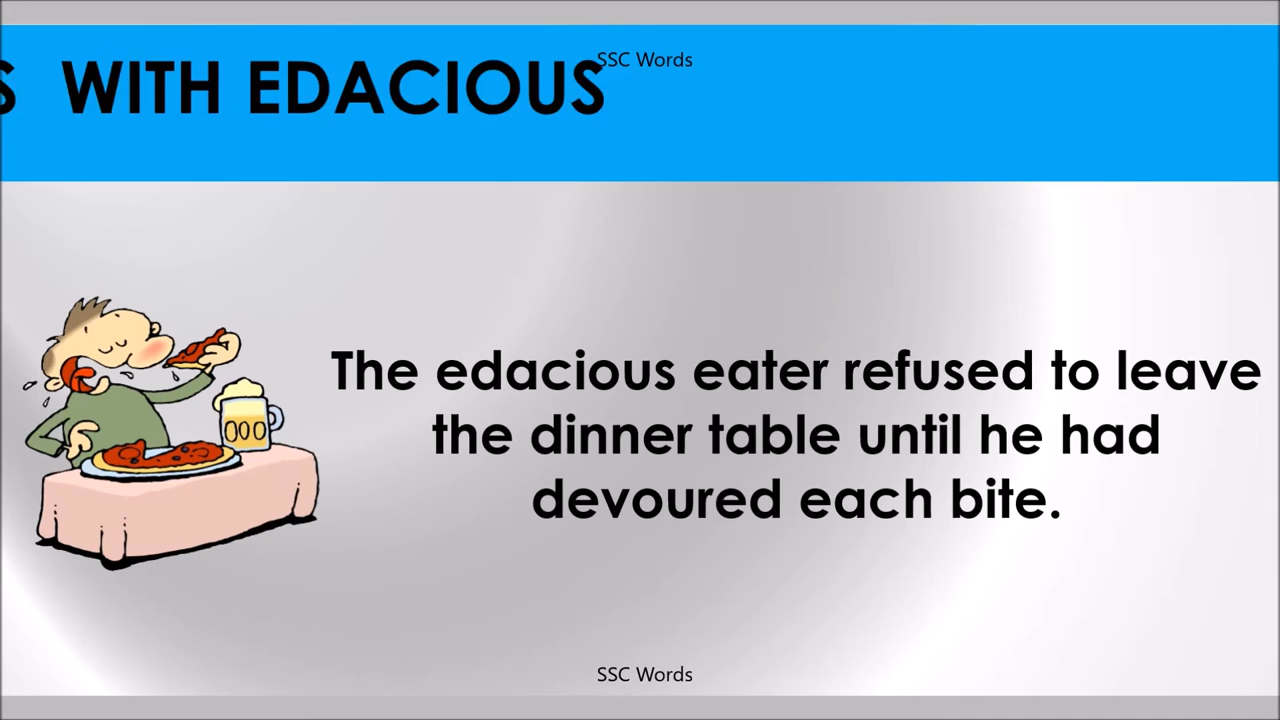 S WITH EDACIOUS
SSC Words
The edacious eater refused to leave
the dinner table until he had
devoured each bite.
SSC Words